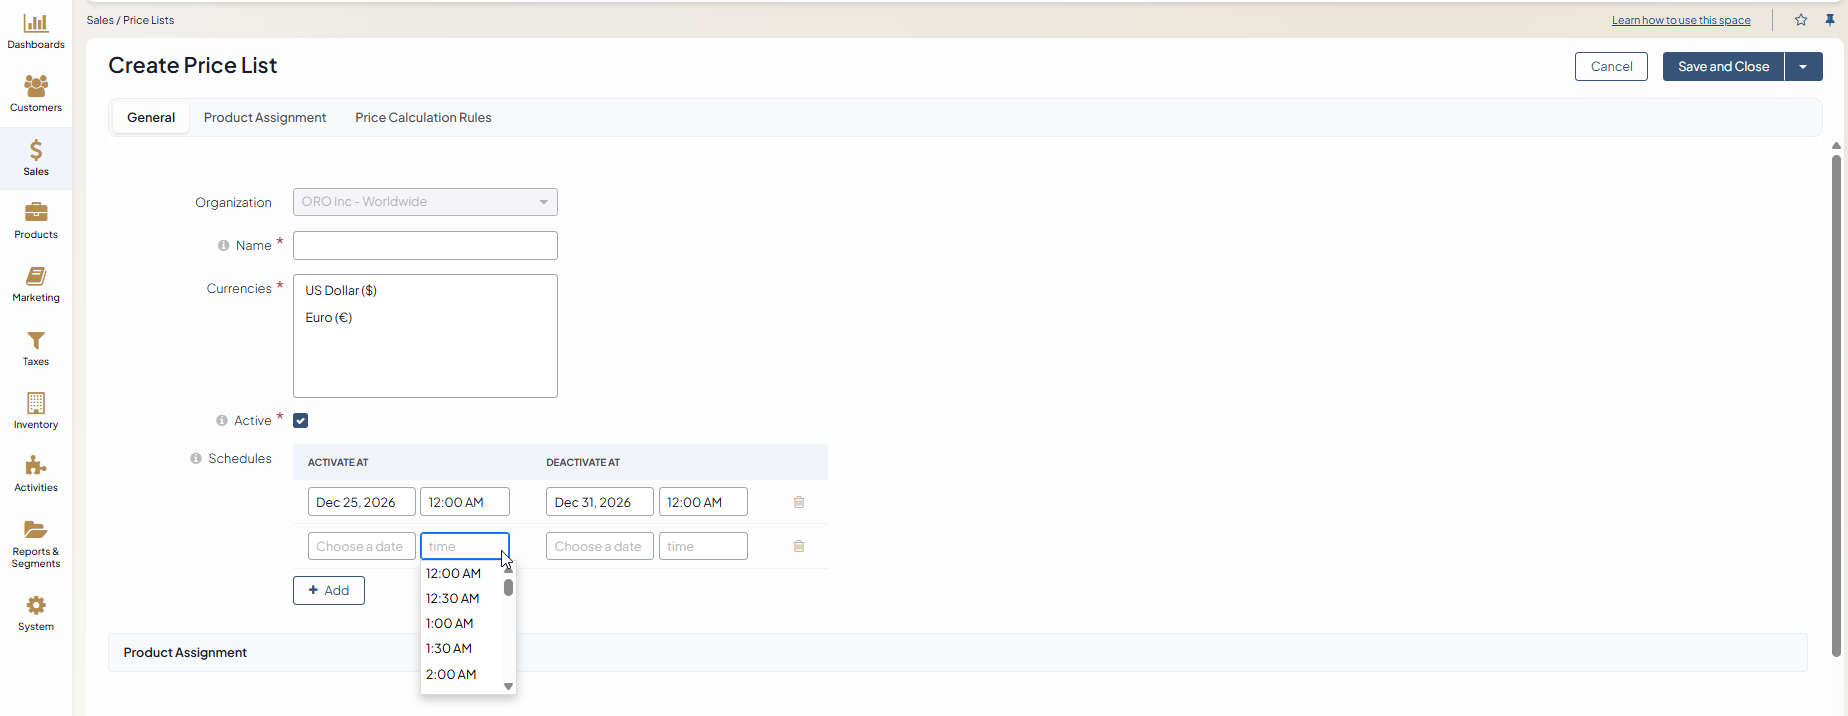 Sales / Price Lists
Learn how to use this space
Dashboards
Customers
Sales
Products
Marketing
Taxes
Inventory
Activities
Reports &
Segments
System
Create Price List
Cancel
Save and Close
General Product Assignment Price Calculation Rules
Organization ORO Inc - Worldwide
Name *
Currencies * US Dollar ($)
Euro (€)
Active *
Schedules ACTIVATE AT DEACTIVATE AT
Dec 25, 2026 12:00 AM Dec 31, 2026 12:00 AM
Choose a date time Choose a date time
12:00 AM
12:30 AM
1:00 AM
1:30 AM
2:00 AM
+ Add
Product Assignment